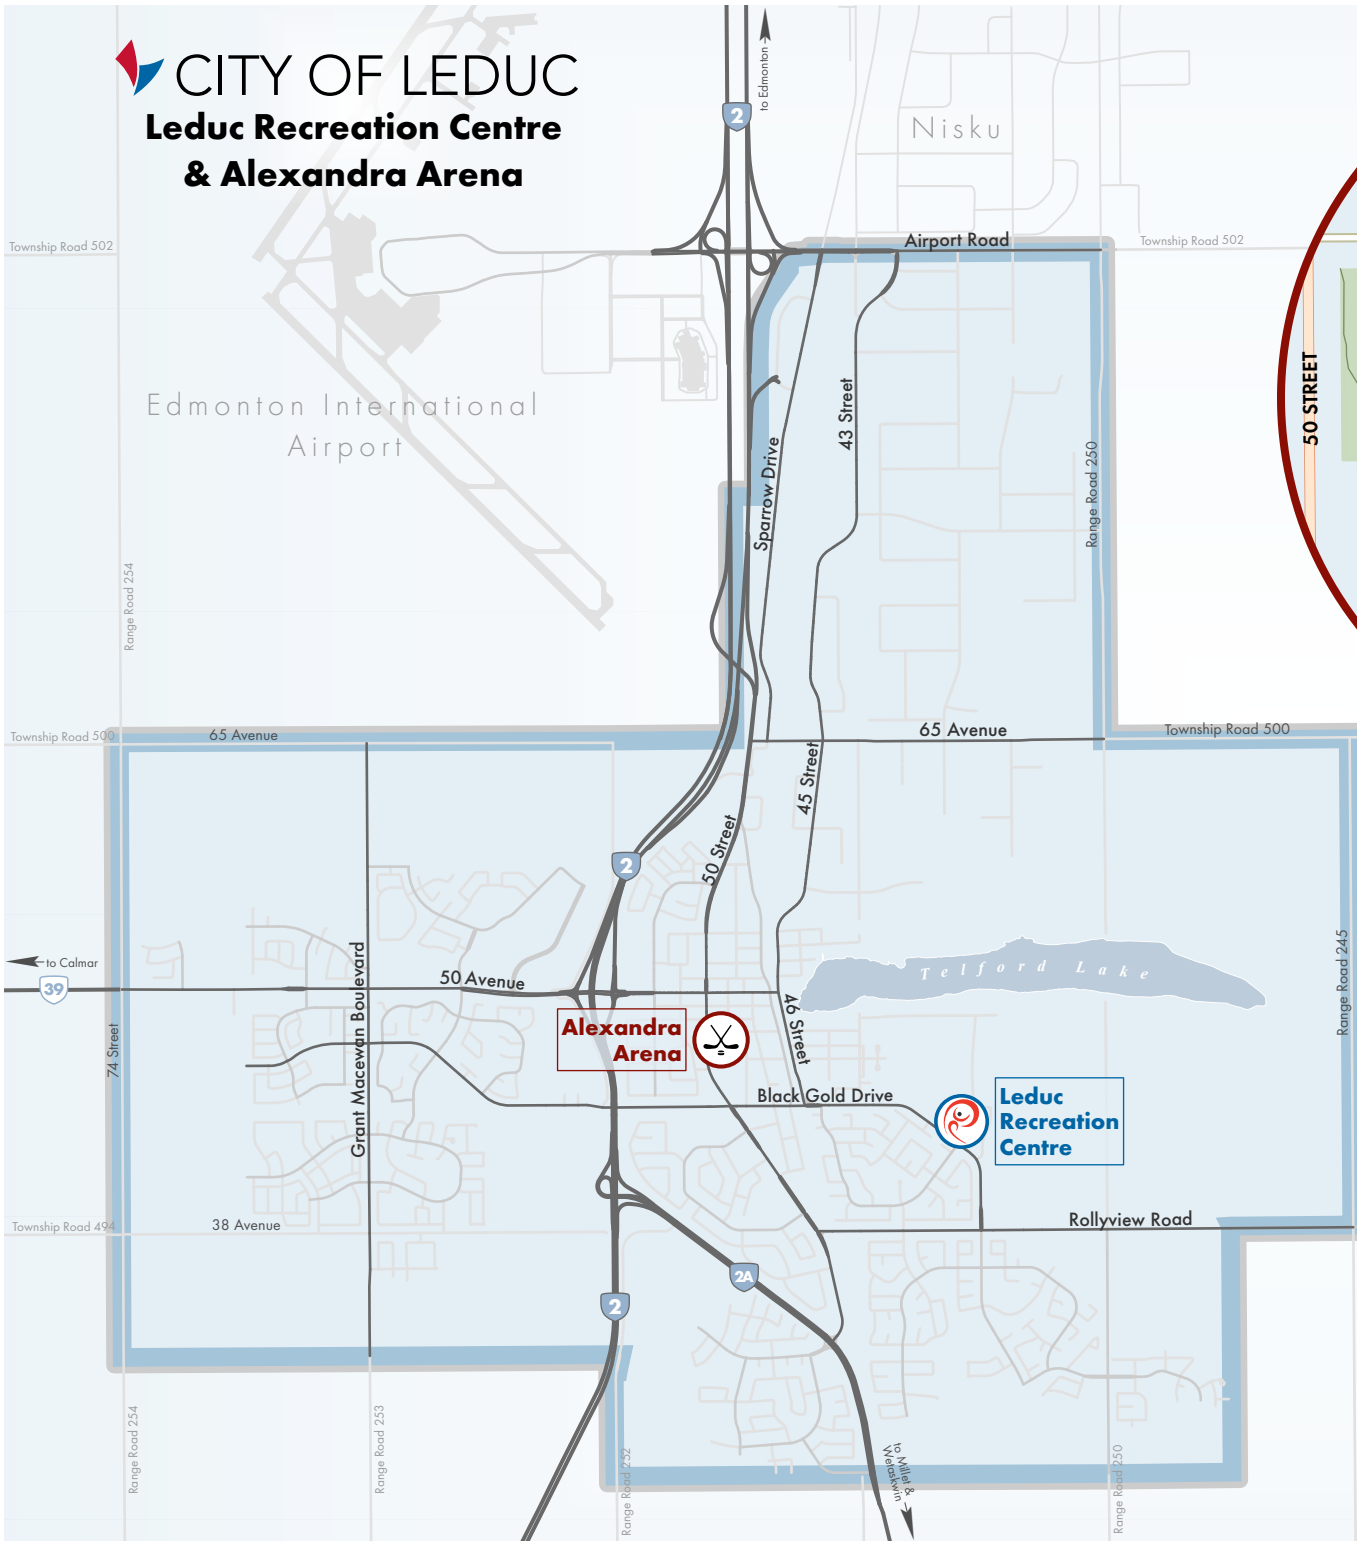 CITY OF LEDUC
Leduc Recreation Centre
& Alexandra Arena
to Edmonton
2
Nisku
Township Road 502
Airport Road
Township Road 502
Edmonton International
Airport
50 STREET
43 Street
Sparrow Drive
Range Road 250
Range Road 254
Township Road 500
65 Avenue
65 Avenue
Township Road 500
45 Street
50 Street
2
to Calmar
39
50 Avenue
Telford Lake
Grant Macewan Boulevard
74 Street
46 Street
Range Road 245
Alexandra
Arena
Black Gold Drive
Leduc
Recreation
Centre
Township Road 494
38 Avenue
Rollyview Road
2A
2
Range Road 254
Range Road 253
Range Road 252
to Millet &
Wetaskwin
Range Road 250